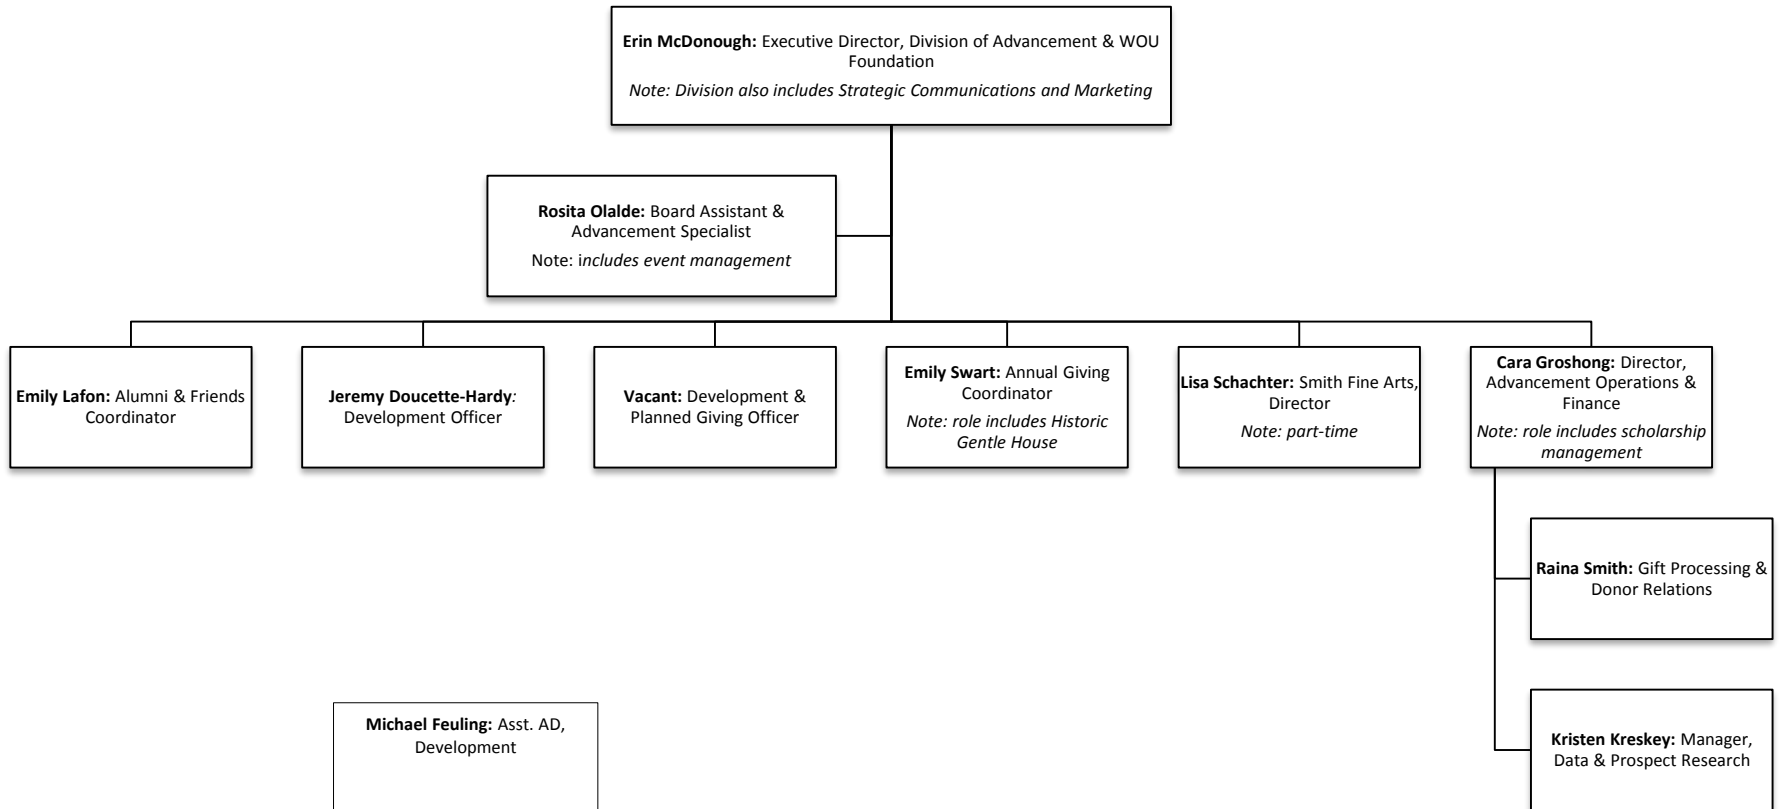 Erin McDonough: Executive Director, Division of Advancement & WOU
Foundation
Note: Division also includes Strategic Communications and Marketing
Rosita Olalde: Board Assistant &
Advancement Specialist
Note: includes event management
Emily Lafon: Alumni & Friends
Coordinator
Jeremy Doucette-Hardy:
Development Officer
Vacant: Development &
Planned Giving Officer
Emily Swart: Annual Giving
Coordinator
Note: role includes Historic
Gentle House
Lisa Schachter: Smith Fine Arts,
Director
Note: part-time
Cara Groshong: Director,
Advancement Operations &
Finance
Note: role includes scholarship
management
Raina Smith: Gift Processing &
Donor Relations
Michael Feuling: Asst. AD,
Development
Kristen Kreskey: Manager,
Data & Prospect Research